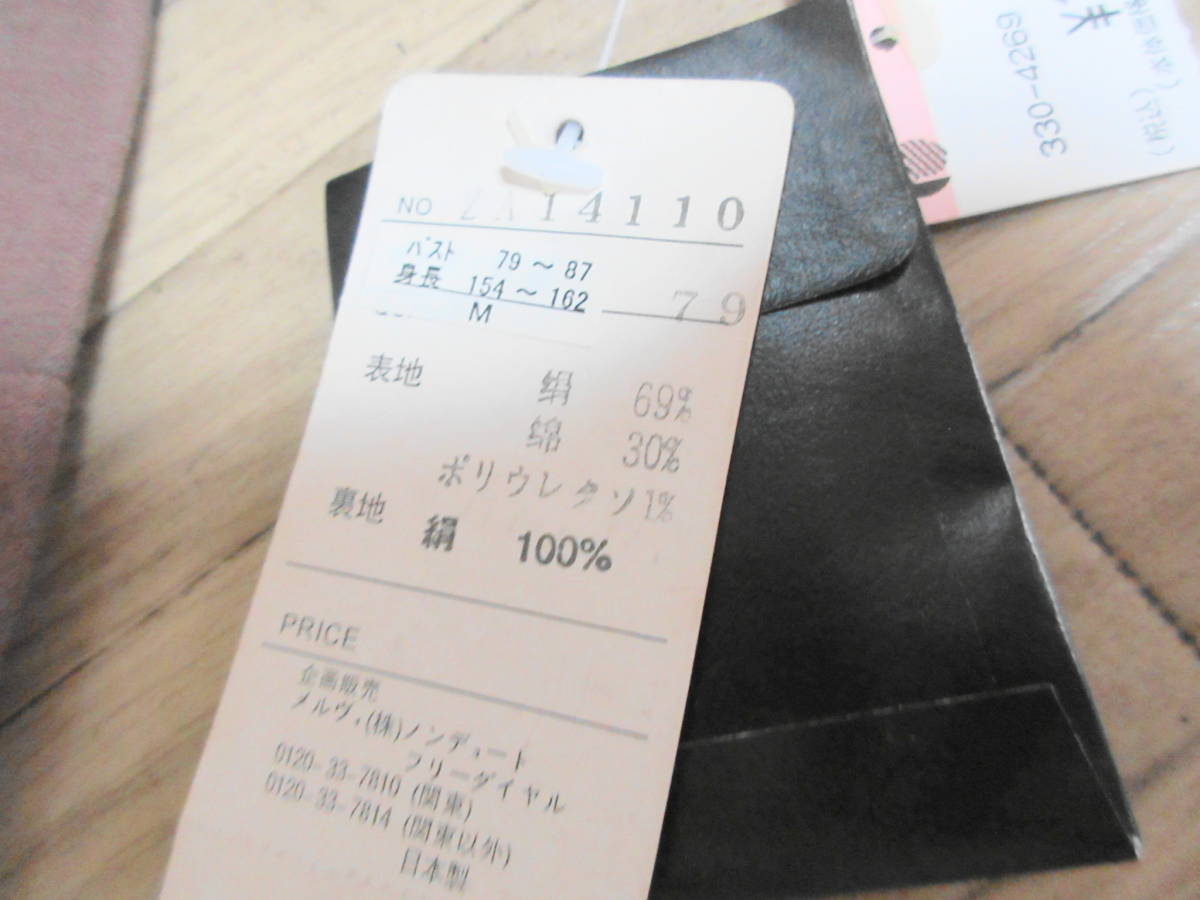 NO ZA14110
バスト 79～87
身長 154～162 79
M
表地 絹 69%
綿 30%
ポリウレタン1%
裏地 絹 100%
PRICE
企画販売
メルヴ・(株)ノンデュート
フリーダイヤル
0120-33-7810 (関東)
0120-33-7814 (関東以外)
日本製
330-4269
(税込)